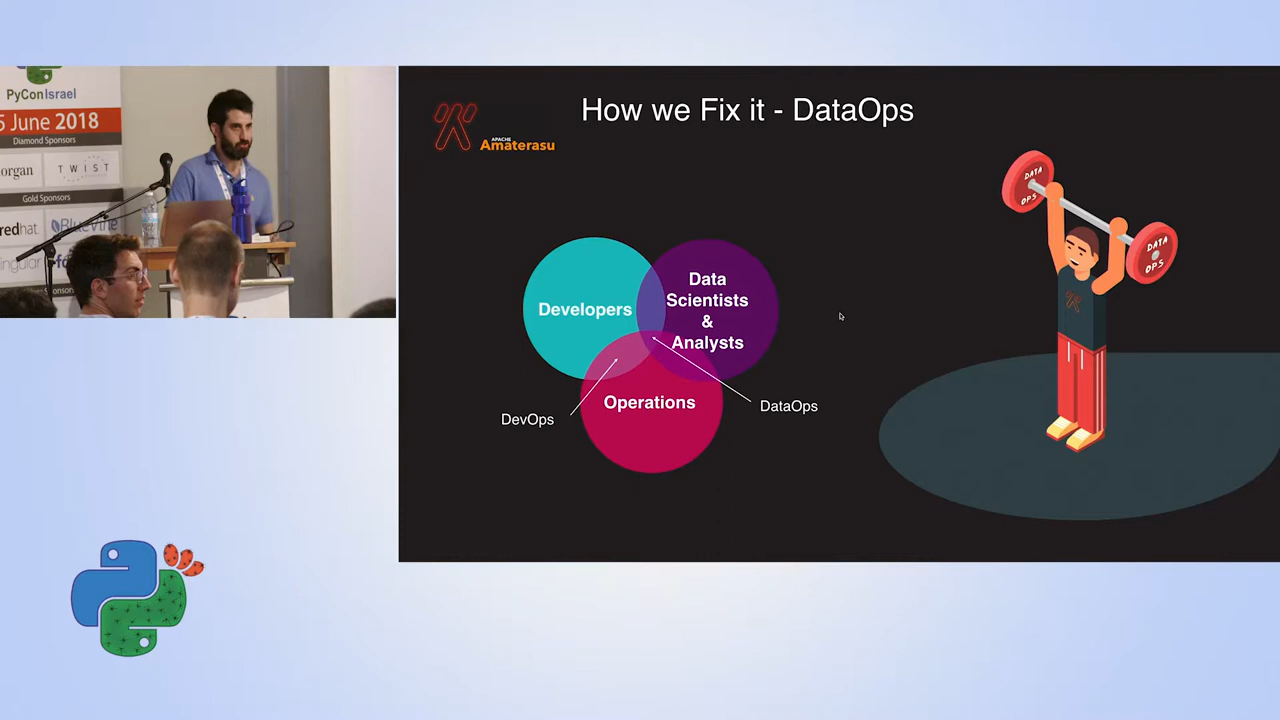 PyConIsrael
5 June 2018
Diamond Sponsors
organ
TWIST
Gold Sponsors
redhat.
BlueVine
ingular
How we Fix it - DataOps
APACHE
Amaterasu
Developers
Data
Scientists
&
Analysts
Operations
DevOps
DataOps
DATA
OPS
DATA
OPS